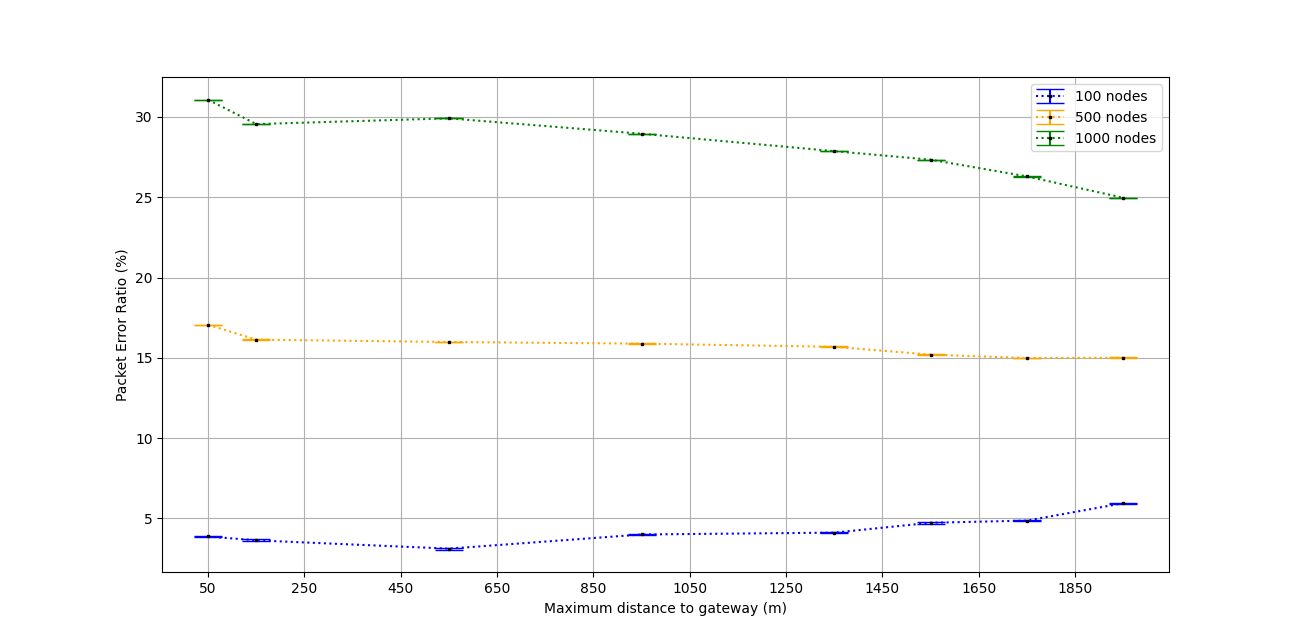 100 nodes
500 nodes
1000 nodes
30
25
20
15
10
5
Packet Error Ratio (%)
50 250 450 650 850 1050 1250 1450 1650 1850
Maximum distance to gateway (m)